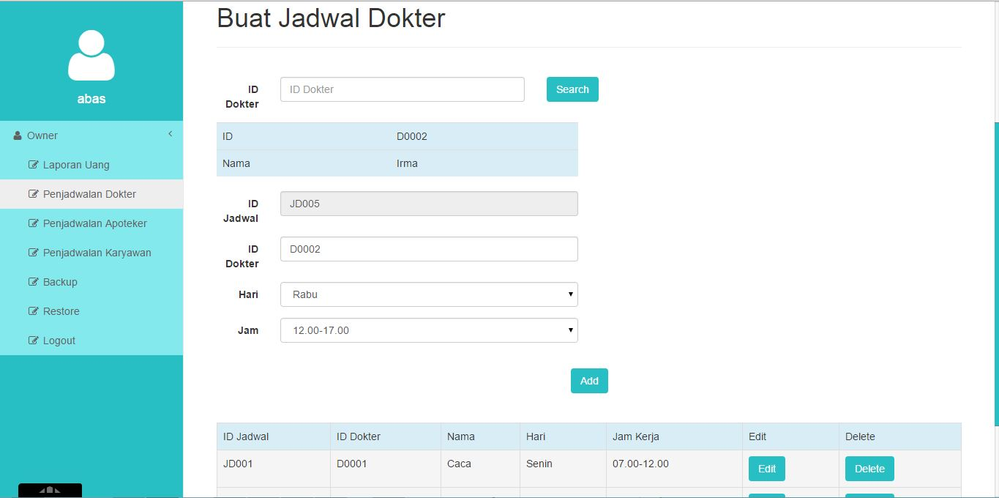 Buat Jadwal Dokter
abas
Owner
Laporan Uang
Penjadwalan Dokter
Penjadwalan Apoteker
Penjadwalan Karyawan
Backup
Restore
Logout
ID Dokter
ID Dokter
Search
ID D0002
Nama Irma
ID Jadwal
JD005
ID Dokter
D0002
Hari
Rabu
Jam
12.00-17.00
Add
ID Jadwal ID Dokter Nama Hari Jam Kerja Edit Delete
JD001 D0001 Caca Senin 07.00-12.00 Edit Delete